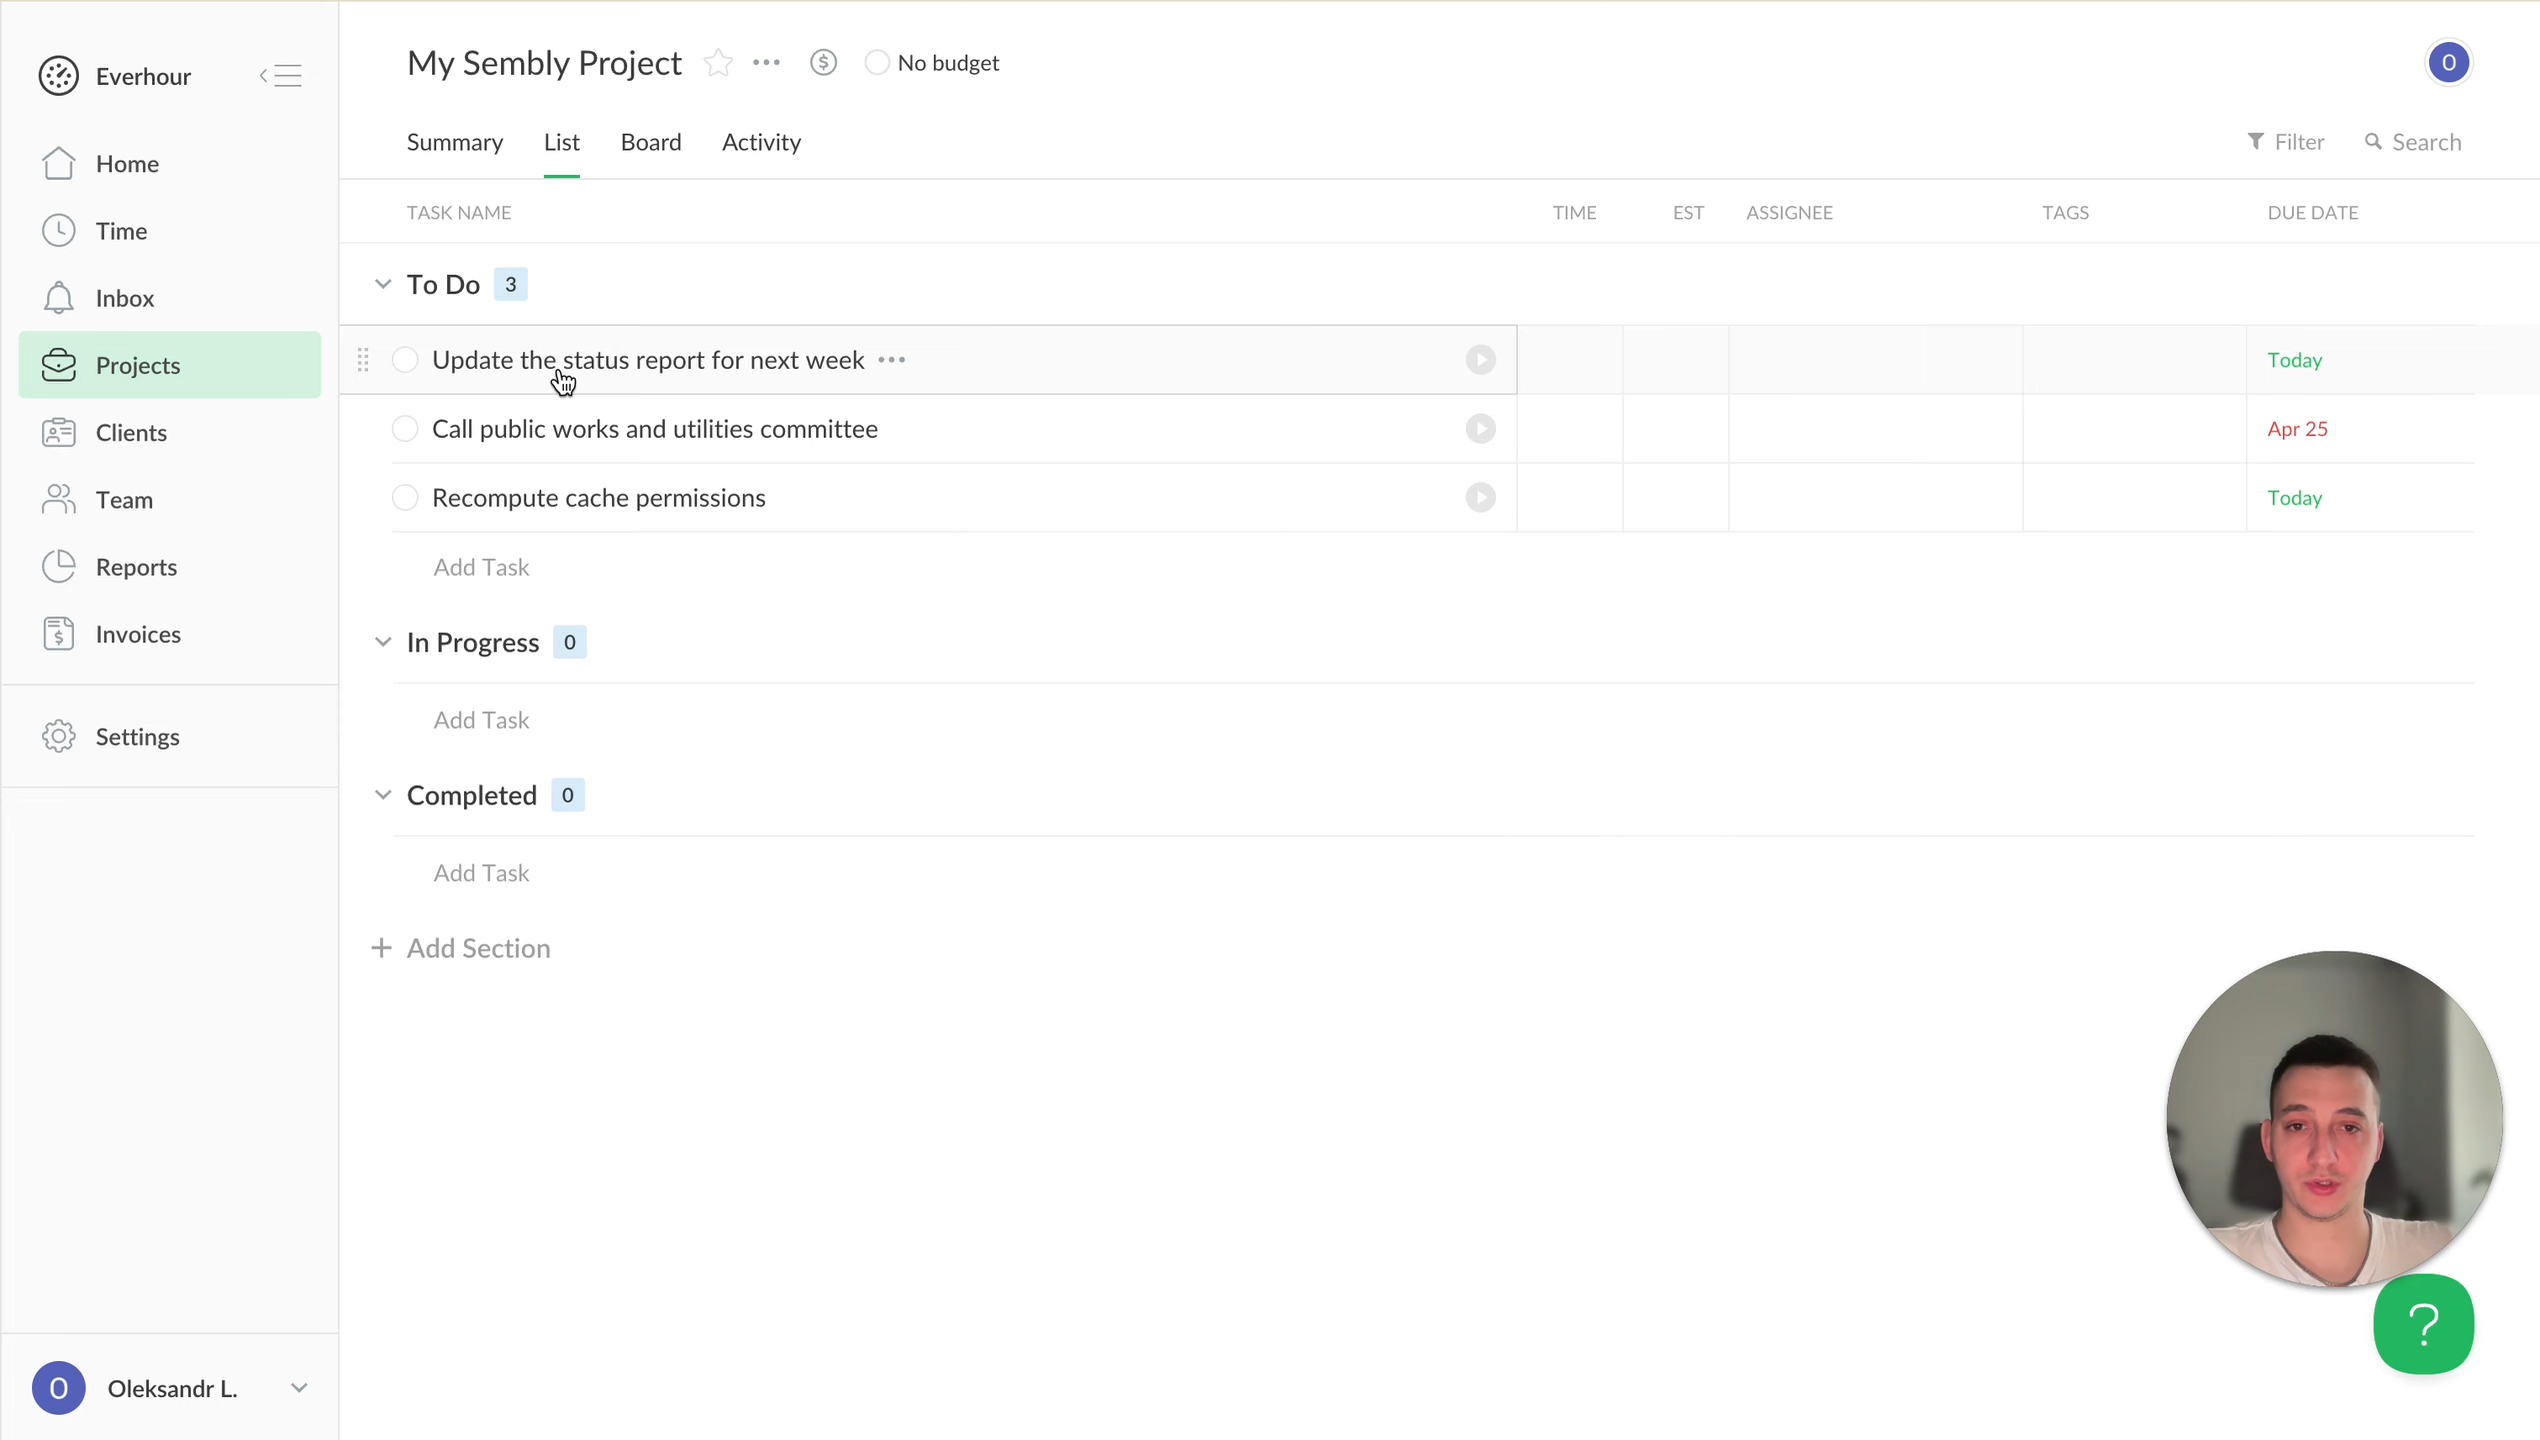 Everhour
Home
Time
Inbox
Projects
Clients
Team
Reports
Invoices
Settings
O Oleksandr L.
My Sembly Project ••• $ No budget
O
Summary List Board Activity
Filter Search
TASK NAME TIME EST ASSIGNEE TAGS DUE DATE
To Do 3
Update the status report for next week ••• Today
Call public works and utilities committee Apr 25
Recompute cache permissions Today
Add Task
In Progress 0
Add Task
Completed 0
Add Task
+ Add Section
?